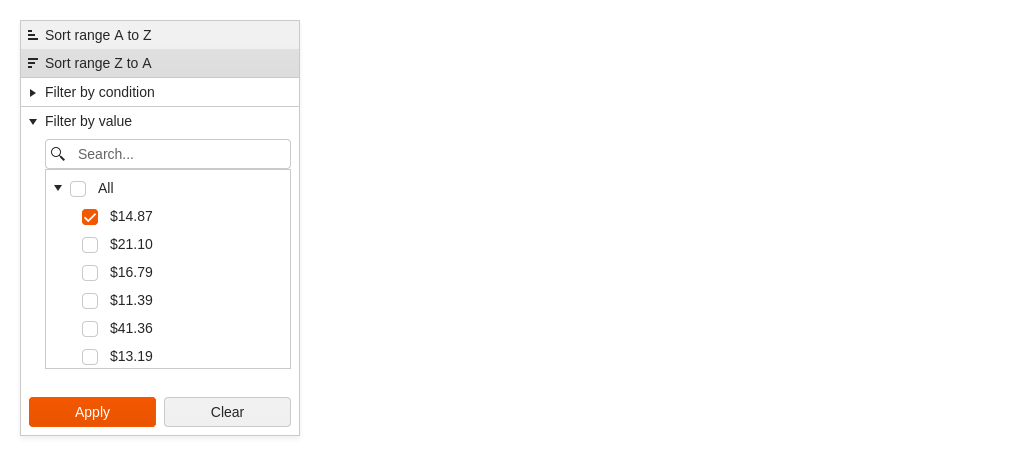 Sort range A to Z
Sort range Z to A
Filter by condition
Filter by value
Search...
All
$14.87
$21.10
$16.79
$11.39
$41.36
$13.19
Apply
Clear